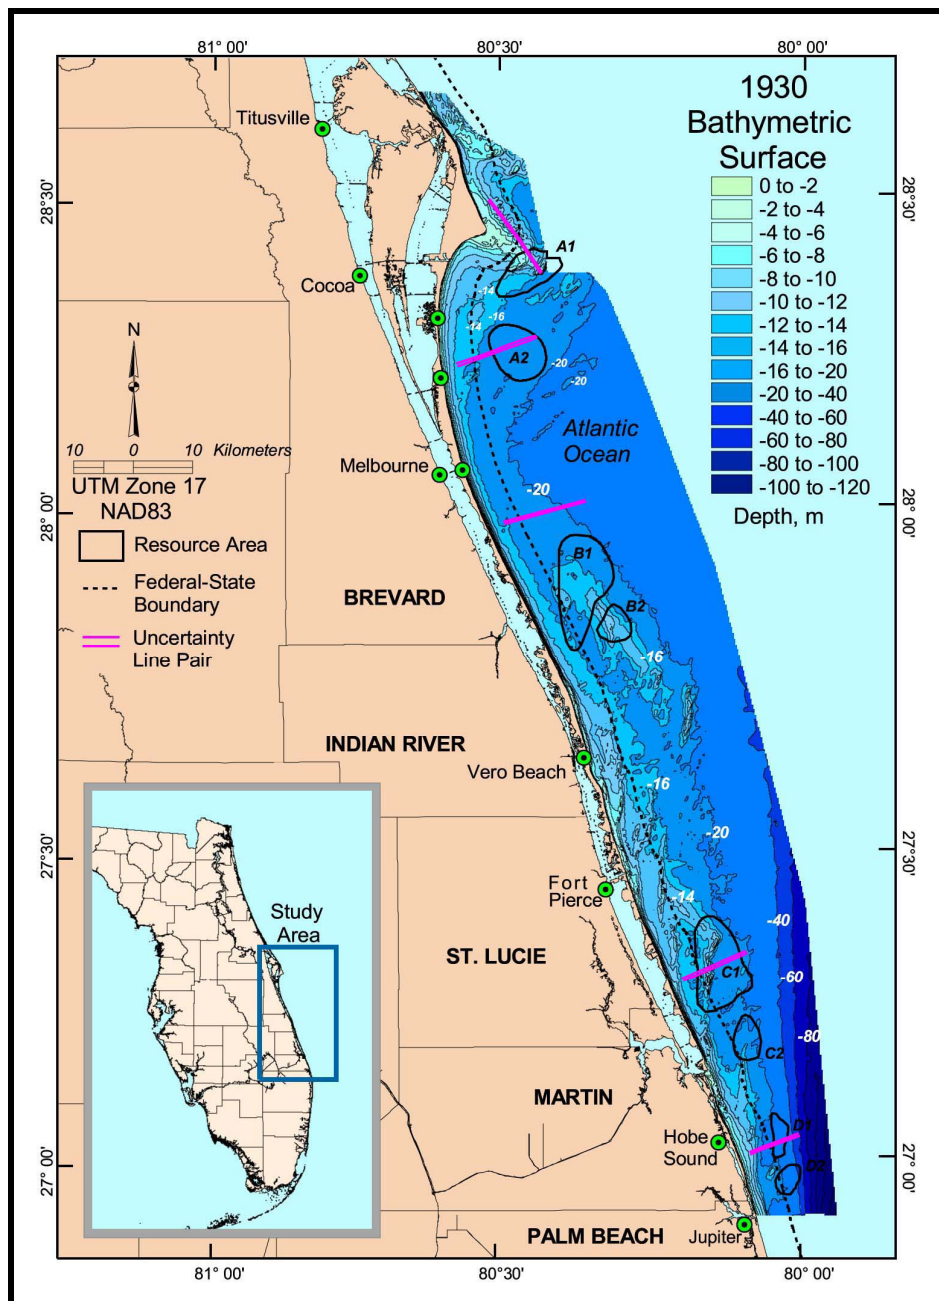 81° 00'
80°30'
80° 00'
1930
Bathymetric
Surface
0 to -2
-2 to -4
-4 to -6
-6 to -8
-8 to -10
-10 to -12
-12 to -14
-14 to -16
-16 to -20
-20 to -40
-40 to -60
-60 to -80
-80 to -100
-100 to -120
Depth, m
Titusville
28°30'
28°30'
A1
Cocoa
-14
-16
-14
N
A2
-20
-20
Atlantic
Ocean
10 0 10 Kilometers
UTM Zone 17
NAD83
Melbourne
-20
28° 00'
28° 00'
Resource Area
Federal-State
Boundary
Uncertainty
Line Pair
B1
B2
BREVARD
-16
INDIAN RIVER
Vero Beach
-16
-20
27°30'
27°30'
Fort
Pierce
-14
-40
Study
Area
ST. LUCIE
C1
-60
-80
C2
MARTIN
Hobe
Sound
D1
D2
27° 00'
27° 00'
PALM BEACH
Jupiter
81° 00'
80°30'
80° 00'